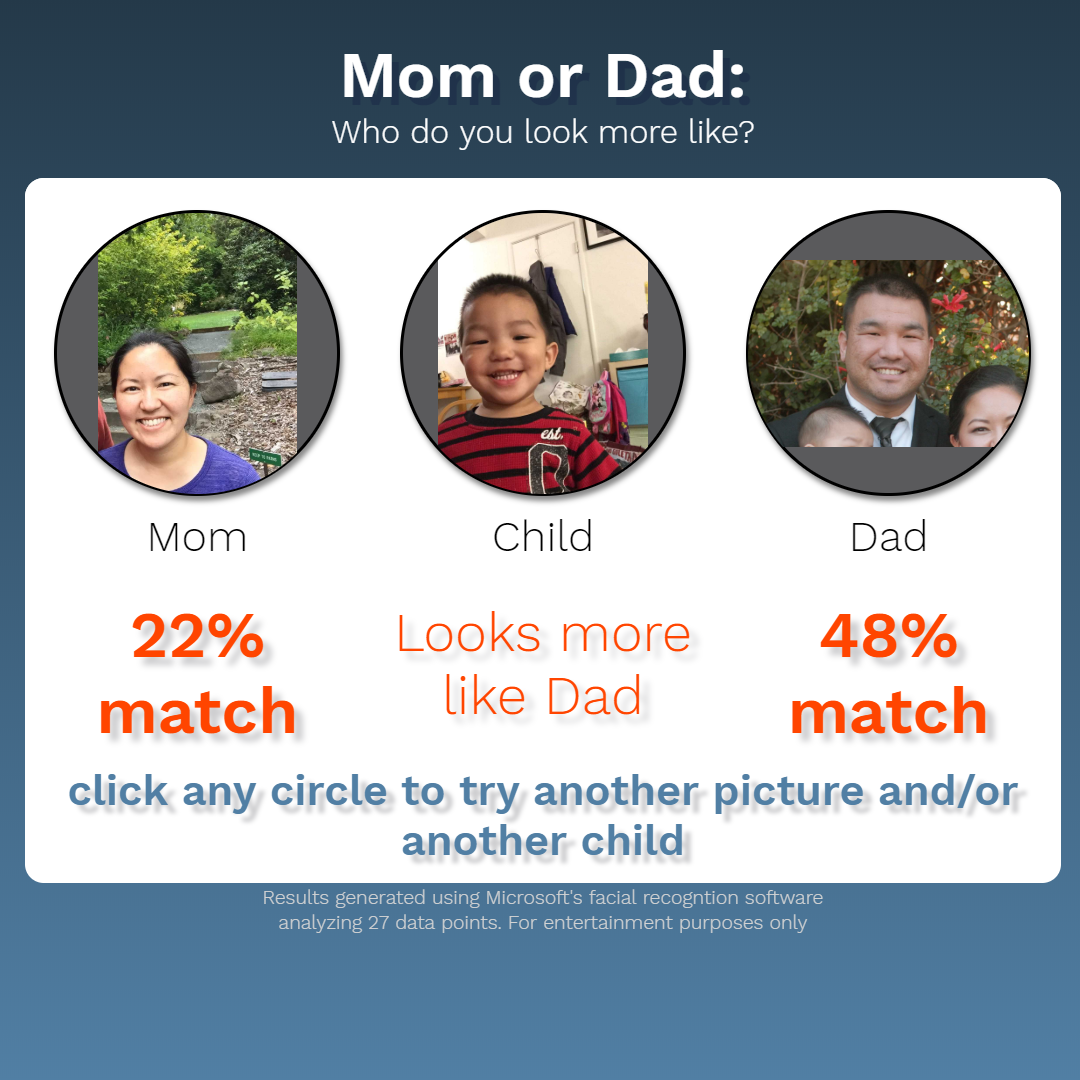 Mom or Dad:
Who do you look more like?
est.
Mom
Child
Dad
22%
match
Looks more
like Dad
48%
match
click any circle to try another picture and/or
another child
Results generated using Microsoft's facial recogntion software
analyzing 27 data points. For entertainment purposes only